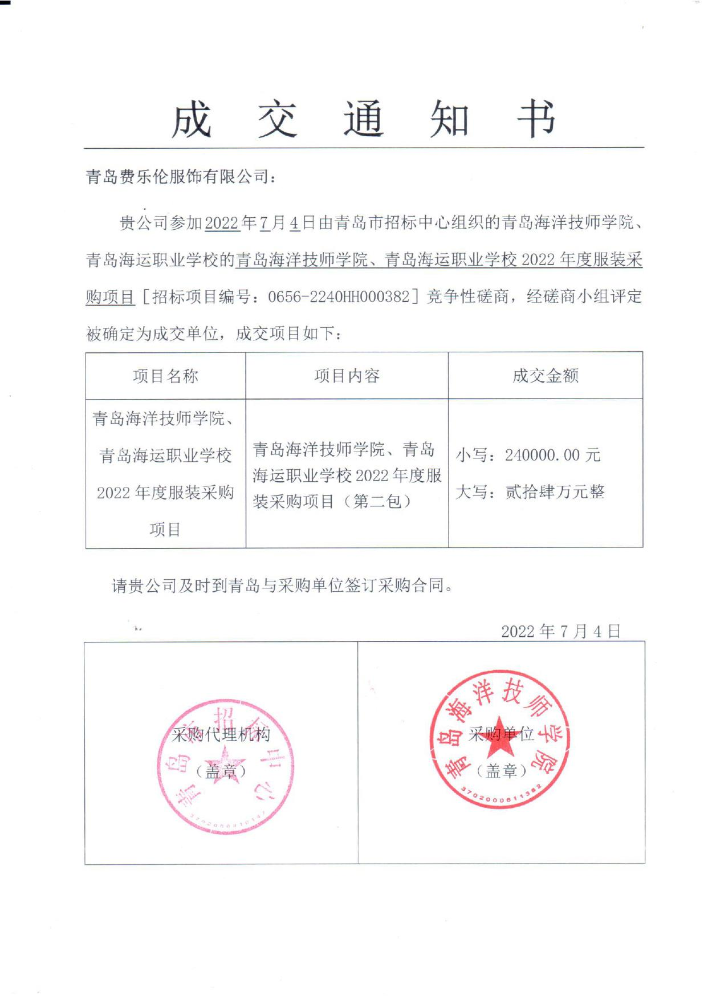 成交通知书
青岛费乐伦服饰有限公司：
贵公司参加2022年7月4日由青岛市招标中心组织的青岛海洋技师学院、
青岛海运职业学校的青岛海洋技师学院、青岛海运职业学校 2022 年度服装采
购项目［招标项目编号：0656-2240HH000382］竞争性磋商，经磋商小组评定
被确定为成交单位，成交项目如下：
项目名称
项目内容
成交金额
青岛海洋技师学院、
青岛海运职业学校
2022 年度服装采购
项目
青岛海洋技师学院、青岛
海运职业学校 2022 年度服
装采购项目（第二包）
小写：240000.00 元
大写：贰拾肆万元整
请贵公司及时到青岛与采购单位签订采购合同。
2022 年 7 月 4 日
青岛市招标中心
采购代理机构
（盖章）
青岛海洋技师学院
采购单位
（盖章）
3702000611382